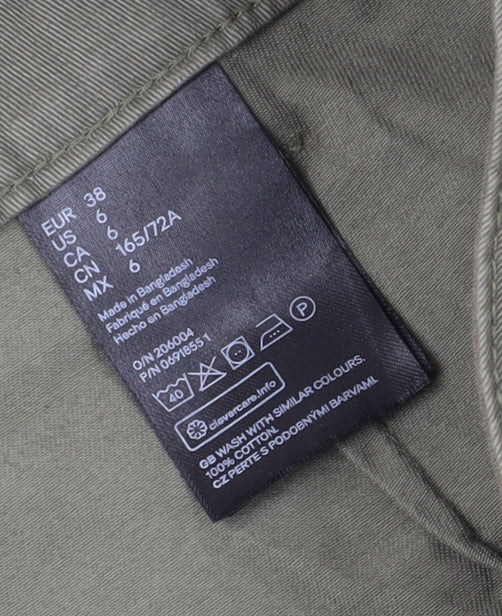 EUR 38
US 6
CA 6
CN 165/72A
MX 6
Made in Bangladesh
Fabriqué en Bangladesh
Hecho en Bangladesh
O/N 206004
P/N 0691855 1
40
P
clevercare.info
GB WASH WITH SIMILAR COLOURS.
100% COTTON.
CZ PERTE S PODOBNÝMI BARVAMI